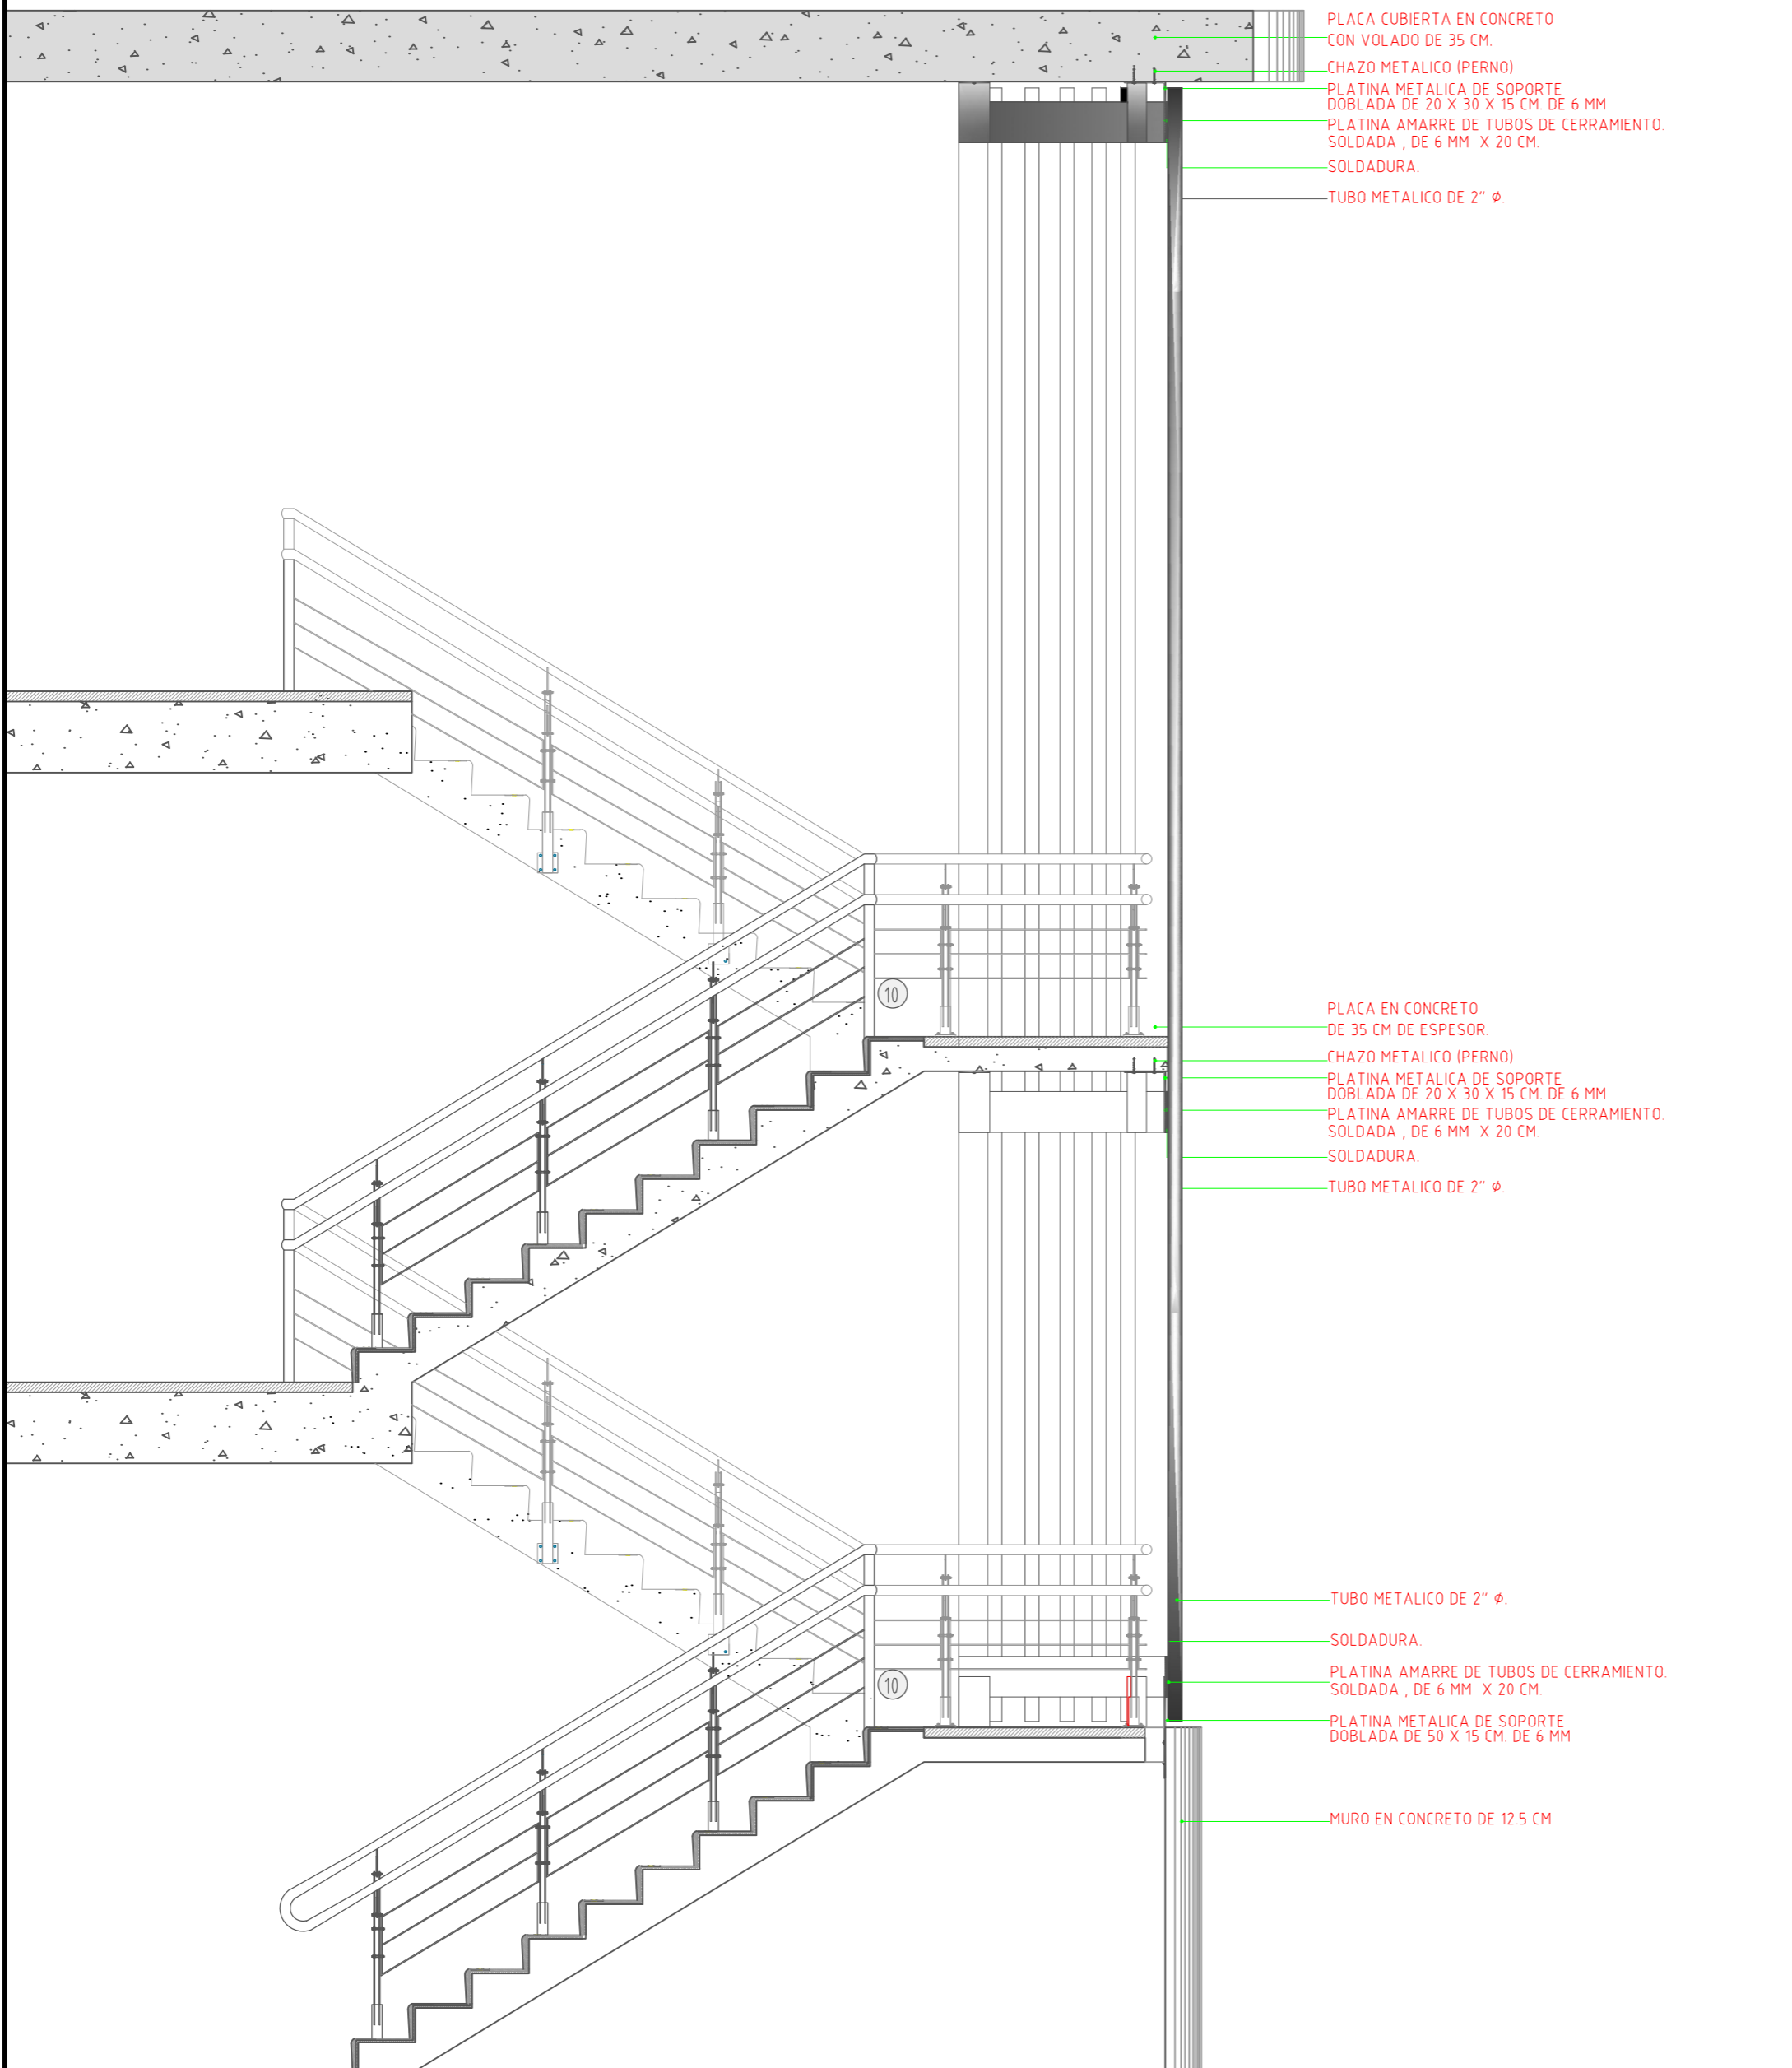 PLACA CUBIERTA EN CONCRETO
CON VOLADO DE 35 CM.
CHAZO METALICO (PERNO)
PLATINA METALICA DE SOPORTE
DOBLADA DE 20 X 30 X 15 CM. DE 6 MM
PLATINA AMARRE DE TUBOS DE CERRAMIENTO.
SOLDADA , DE 6 MM X 20 CM.
SOLDADURA.
TUBO METALICO DE 2" Ø.
10
PLACA EN CONCRETO
DE 35 CM DE ESPESOR.
CHAZO METALICO (PERNO)
PLATINA METALICA DE SOPORTE
DOBLADA DE 20 X 30 X 15 CM. DE 6 MM
PLATINA AMARRE DE TUBOS DE CERRAMIENTO.
SOLDADA , DE 6 MM X 20 CM.
SOLDADURA.
TUBO METALICO DE 2" Ø.
TUBO METALICO DE 2" Ø.
SOLDADURA.
10
PLATINA AMARRE DE TUBOS DE CERRAMIENTO.
SOLDADA , DE 6 MM X 20 CM.
PLATINA METALICA DE SOPORTE
DOBLADA DE 50 X 15 CM. DE 6 MM
MURO EN CONCRETO DE 12.5 CM